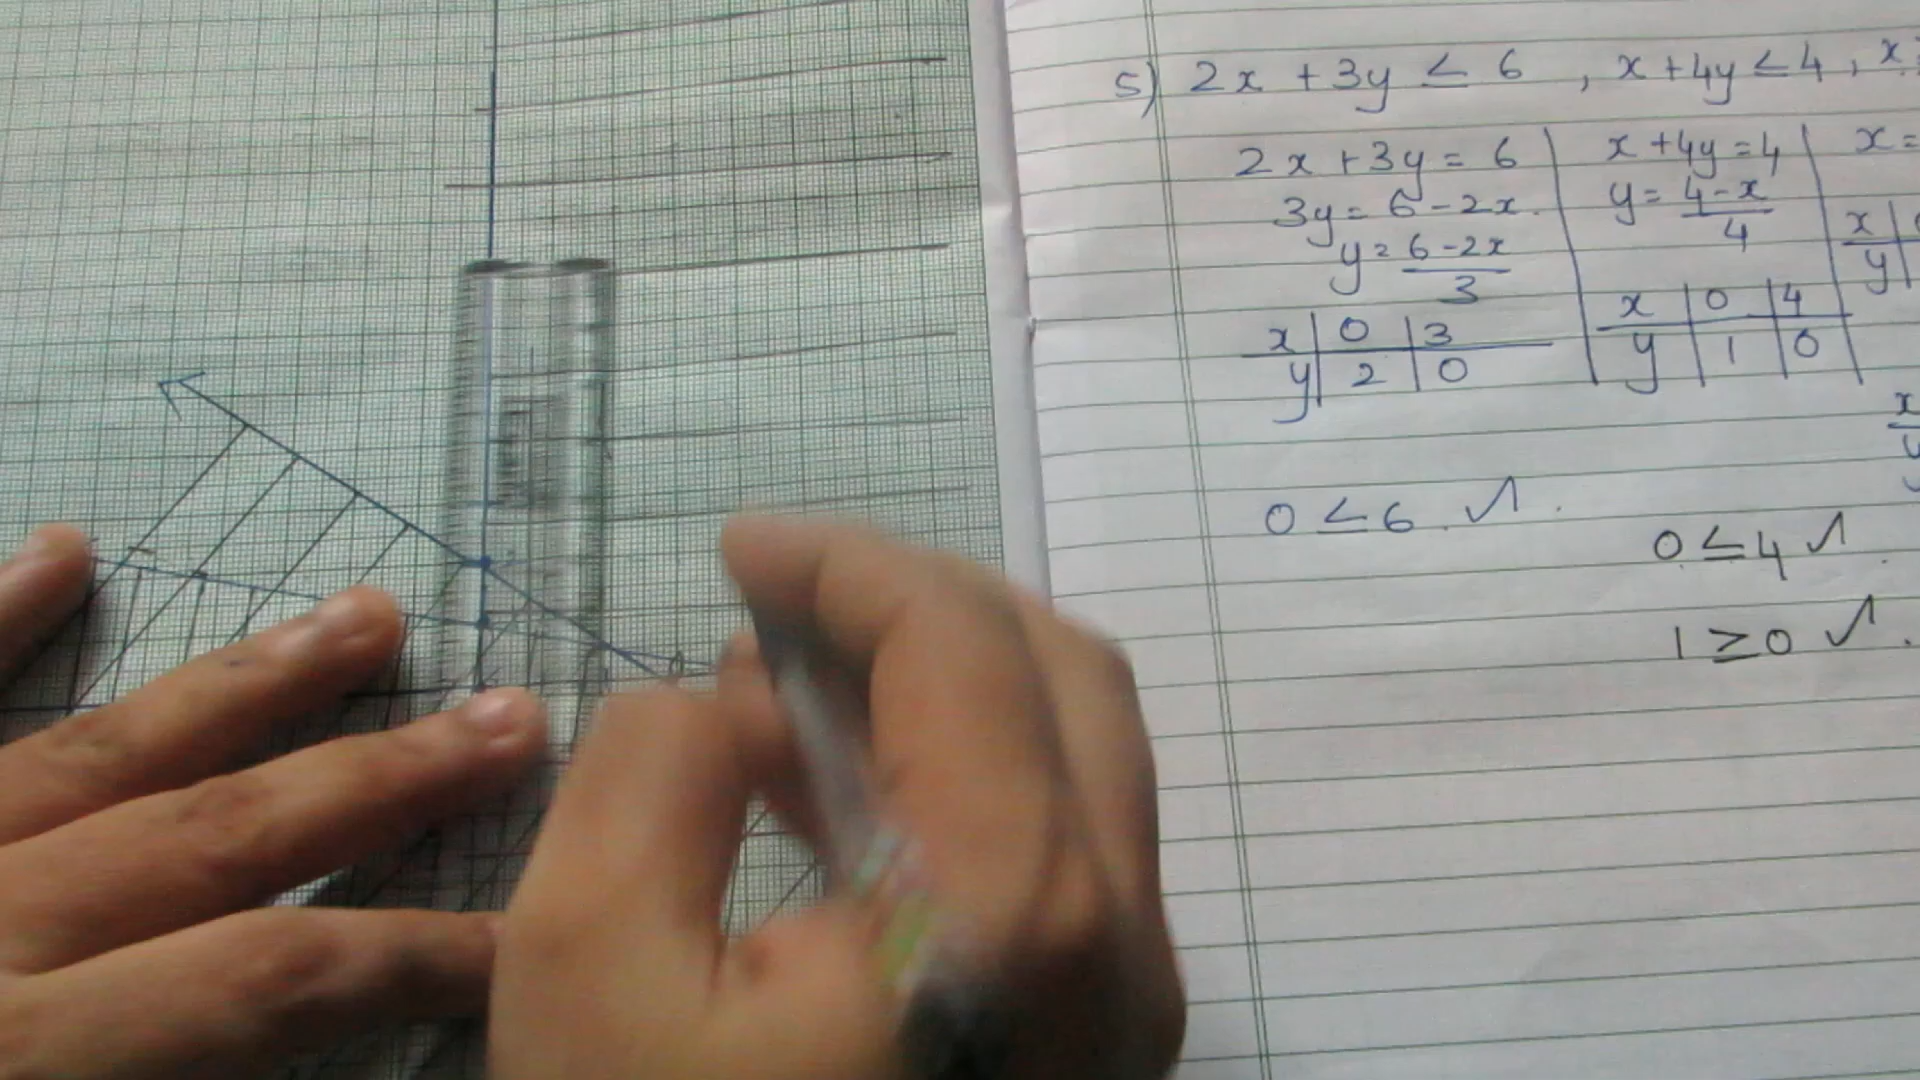 5) 2x + 3y ≤ 6 , x + 4y ≤ 4 , x
2x + 3y = 6
3y = 6 - 2x
y = 6 - 2x
3
x 0 3
y 2 0
x + 4y = 4
y = 4 - x
4
x 0 4
y 1 0
x =
x
y
x
0 ≤ 6
0 ≤ 4
1 ≥ 0